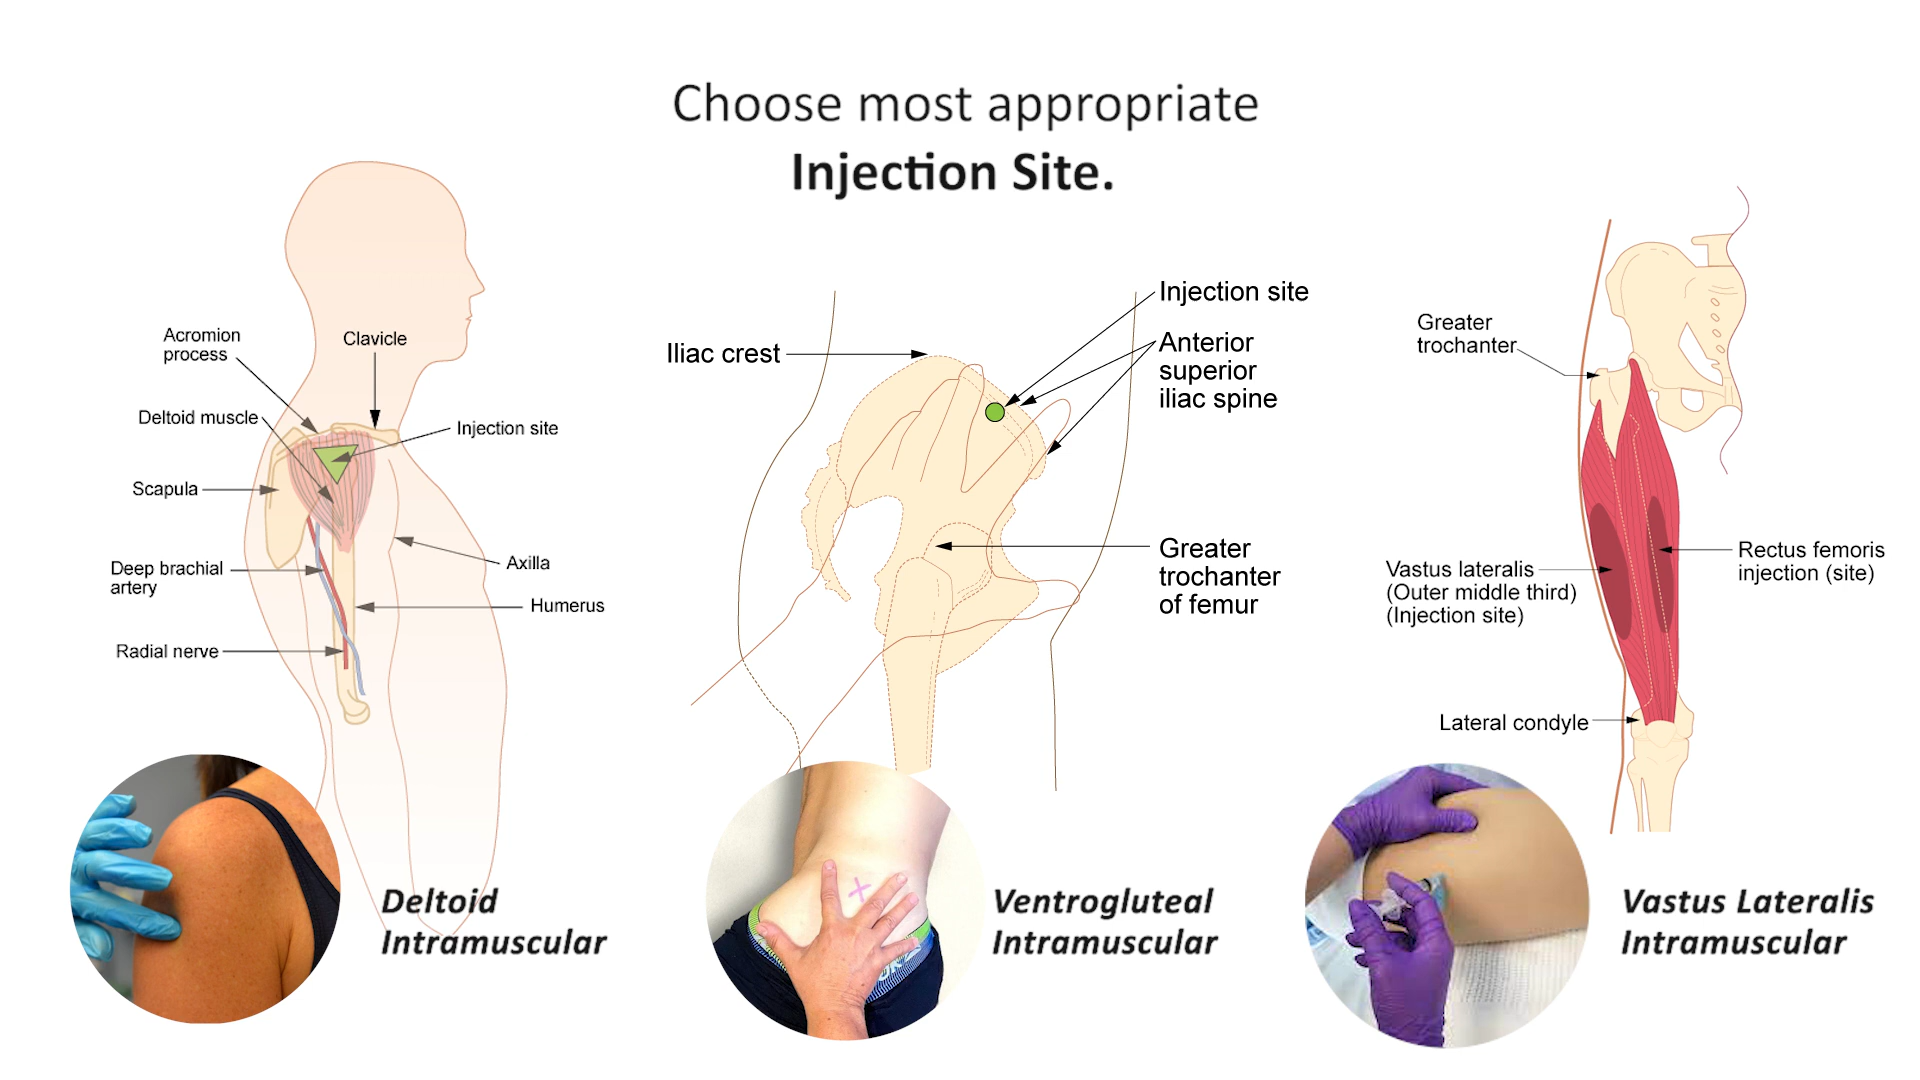 Choose most appropriate
Injection Site.
Acromion
process
Clavicle
Deltoid muscle
Injection site
Scapula
Deep brachial
artery
Axilla
Humerus
Radial nerve
Deltoid
Intramuscular
Iliac crest
Injection site
Anterior
superior
iliac spine
Greater
trochanter
of femur
Ventrogluteal
Intramuscular
Greater
trochanter
Vastus lateralis
(Outer middle third)
(Injection site)
Rectus femoris
injection (site)
Lateral condyle
Vastus Lateralis
Intramuscular